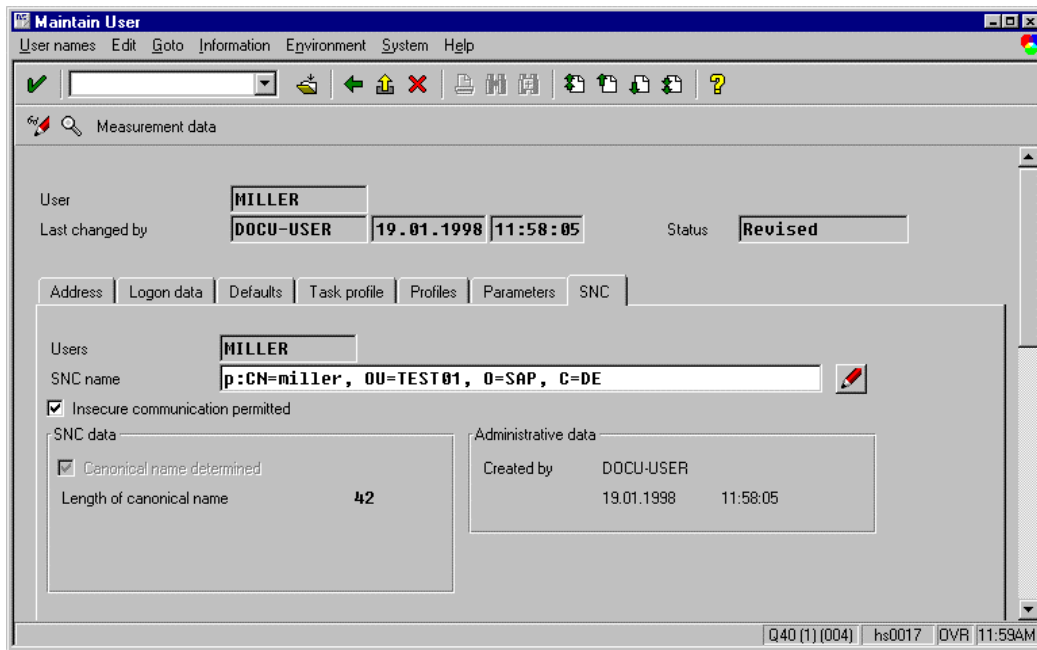 Maintain User
User names Edit Goto Information Environment System Help
Measurement data
User MILLER
Last changed by DOCU-USER 19.01.1998 11:58:05 Status Revised
Address Logon data Defaults Task profile Profiles Parameters SNC
Users MILLER
SNC name p:CN=miller, OU=TEST01, O=SAP, C=DE
Insecure communication permitted
SNC data Administrative data
Canonical name determined Created by DOCU-USER
Length of canonical name 42 19.01.1998 11:58:05
Q40 (1) (004) hs0017 OVR 11:59AM